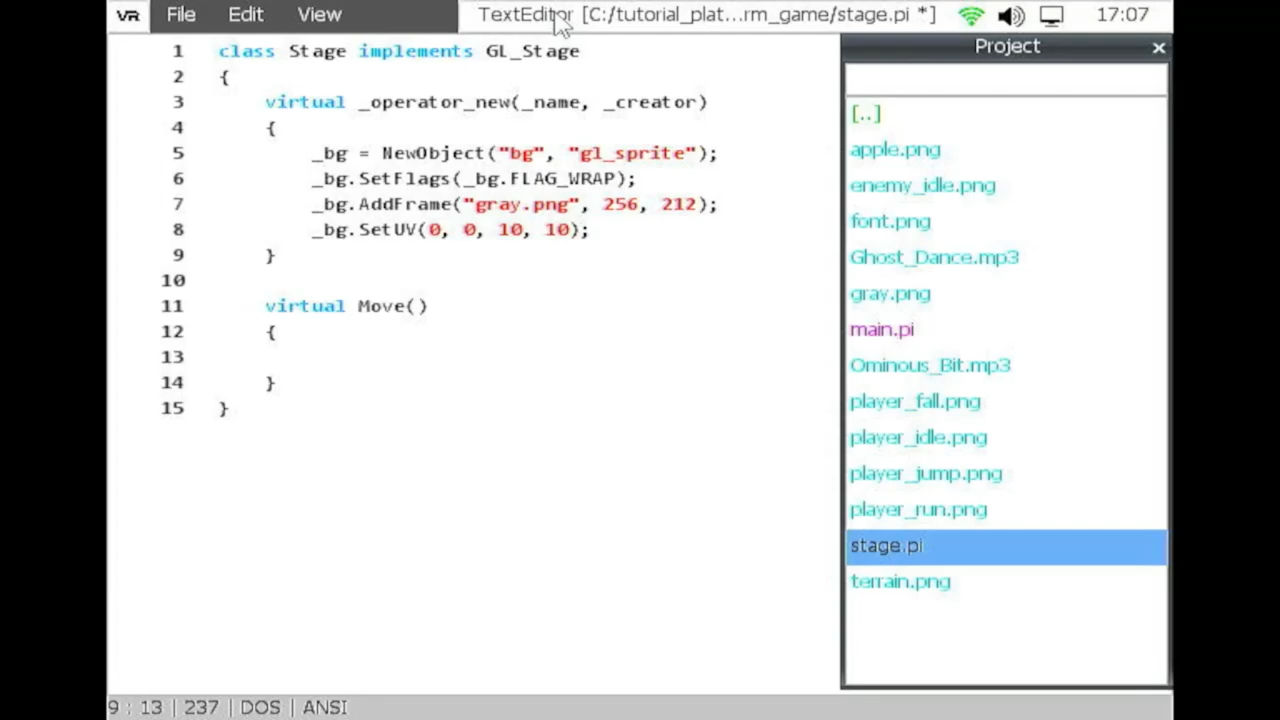 VR File Edit View TextEditor [C:/tutorial_plat...rm_game/stage.pi *] 17:07
1 class Stage implements GL_Stage
2 {
3 virtual _operator_new(_name, _creator)
4 {
5 _bg = NewObject("bg", "gl_sprite");
6 _bg.SetFlags(_bg.FLAG_WRAP);
7 _bg.AddFrame("gray.png", 256, 212);
8 _bg.SetUV(0, 0, 10, 10);
9 }
10
11 virtual Move()
12 {
13
14 }
15 }
Project ×
[..]
apple.png
enemy_idle.png
font.png
Ghost_Dance.mp3
gray.png
main.pi
Ominous_Bit.mp3
player_fall.png
player_idle.png
player_jump.png
player_run.png
stage.pi
terrain.png
9 : 13 | 237 | DOS | ANSI